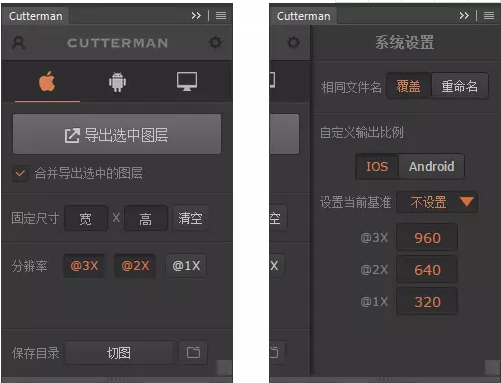 Cutterman
CUTTERMAN
导出选中图层
合并导出选中的图层
固定尺寸 宽 X 高 清空
分辨率 @3X @2X @1X
保存目录 切图
Cutterman
系统设置
相同文件名 覆盖 重命名
自定义输出比例
IOS Android
设置当前基准 不设置
@3X 960
@2X 640
@1X 320
空
X